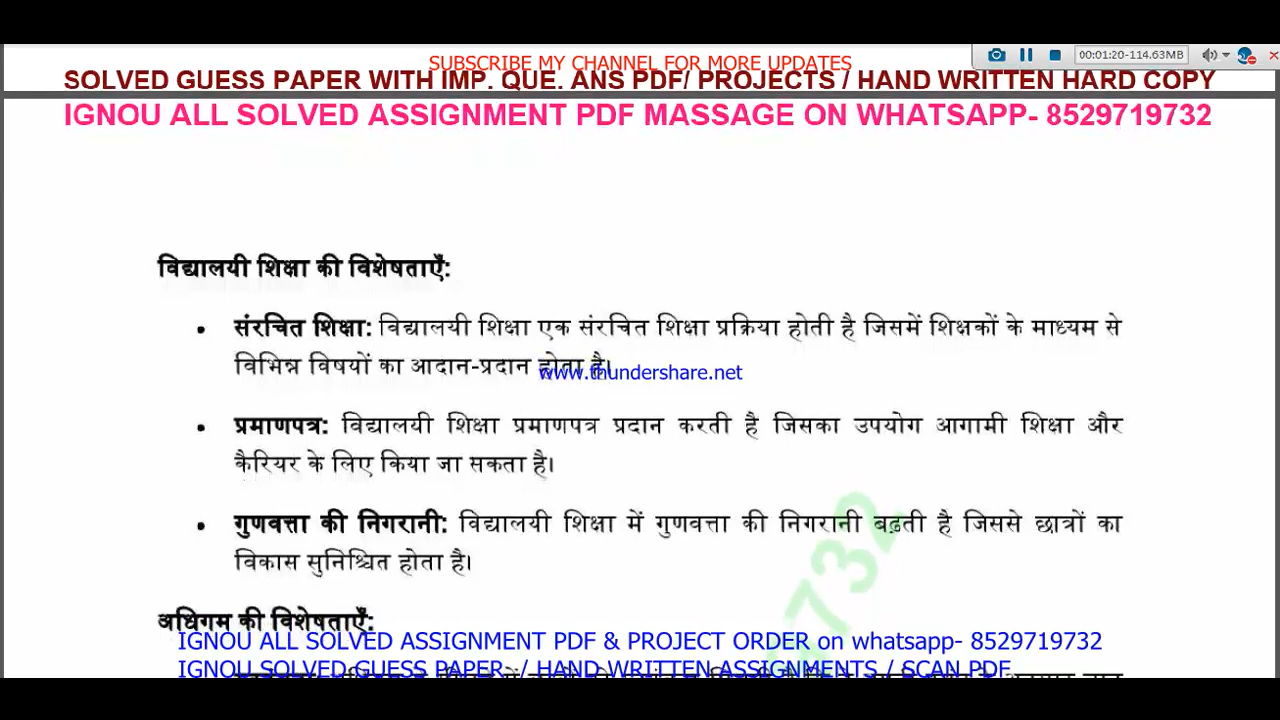 SUBSCRIBE MY CHANNEL FOR MORE UPDATES
00:01:20-114.63MB
SOLVED GUESS PAPER WITH IMP. QUE. ANS PDF/ PROJECTS / HAND WRITTEN HARD COPY
IGNOU ALL SOLVED ASSIGNMENT PDF MASSAGE ON WHATSAPP- 8529719732
विद्यालयी शिक्षा की विशेषताएँ:
• संरचित शिक्षा: विद्यालयी शिक्षा एक संरचित शिक्षा प्रक्रिया होती है जिसमें शिक्षकों के माध्यम से
विभिन्न विषयों का आदान-प्रदान होता है।
www.thundershare.net
• प्रमाणपत्र: विद्यालयी शिक्षा प्रमाणपत्र प्रदान करती है जिसका उपयोग आगामी शिक्षा और
कैरियर के लिए किया जा सकता है।
• गुणवत्ता की निगरानी: विद्यालयी शिक्षा में गुणवत्ता की निगरानी बढ़ती है जिससे छात्रों का
विकास सुनिश्चित होता है।
9732
अधिगम की विशेषताएँ:
IGNOU ALL SOLVED ASSIGNMENT PDF & PROJECT ORDER on whatsapp- 8529719732
IGNOU SOLVED GUESS PAPER / HAND WRITTEN ASSIGNMENTS / SCAN PDF